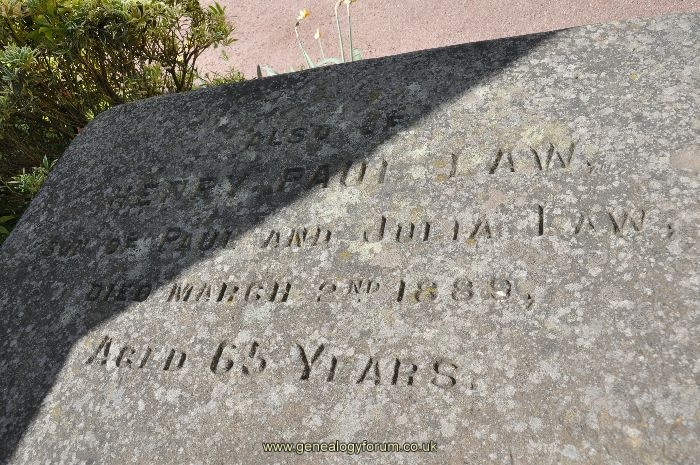 ALSO OF
HENRY PAUL LAW,
SON OF PAUL AND JULIA LAW,
DIED MARCH 2ND 1889,
AGED 65 YEARS.
www.genealogyforum.co.uk